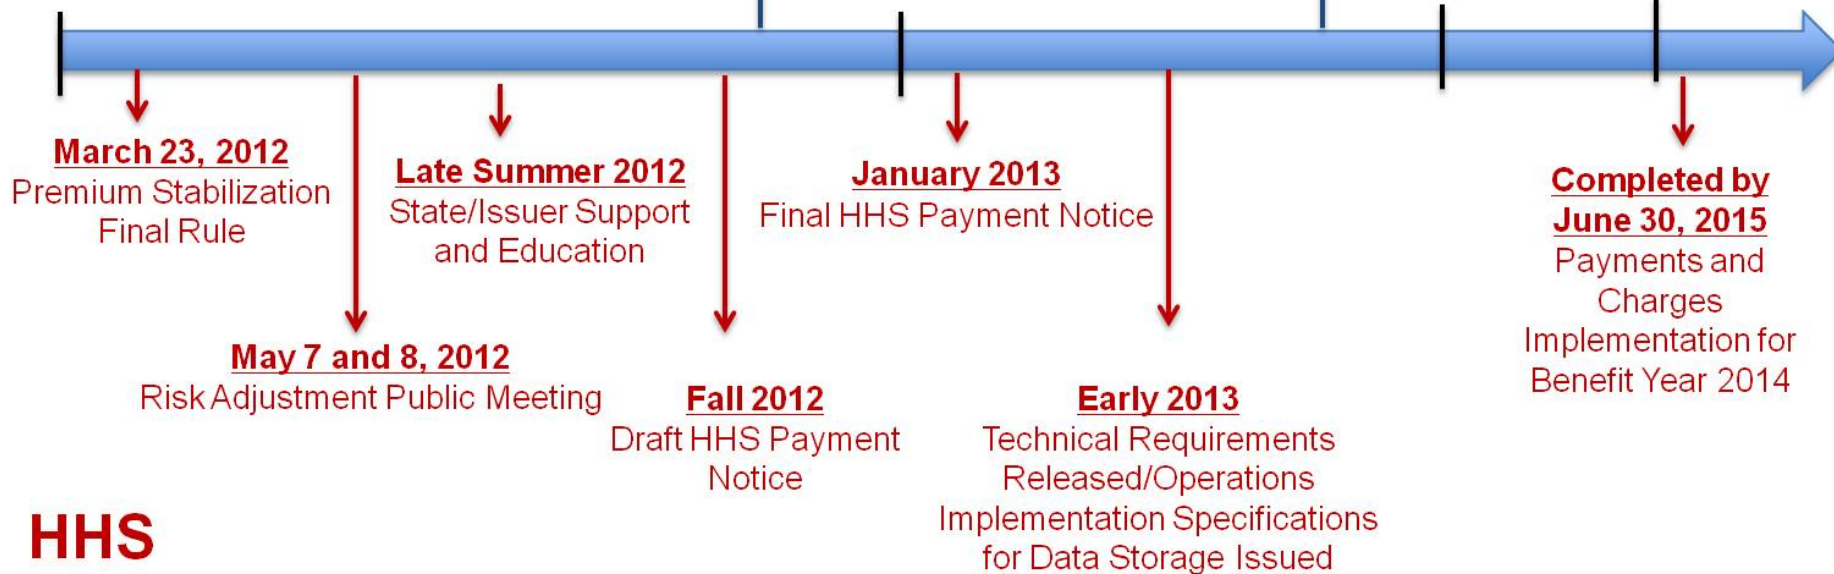 March 23, 2012
Premium Stabilization
Final Rule
Late Summer 2012
State/Issuer Support
and Education
January 2013
Final HHS Payment Notice
Completed by
June 30, 2015
Payments and
Charges
Implementation for
Benefit Year 2014
May 7 and 8, 2012
Risk Adjustment Public Meeting
Fall 2012
Draft HHS Payment
Notice
Early 2013
Technical Requirements
Released/Operations
Implementation Specifications
for Data Storage Issued
HHS